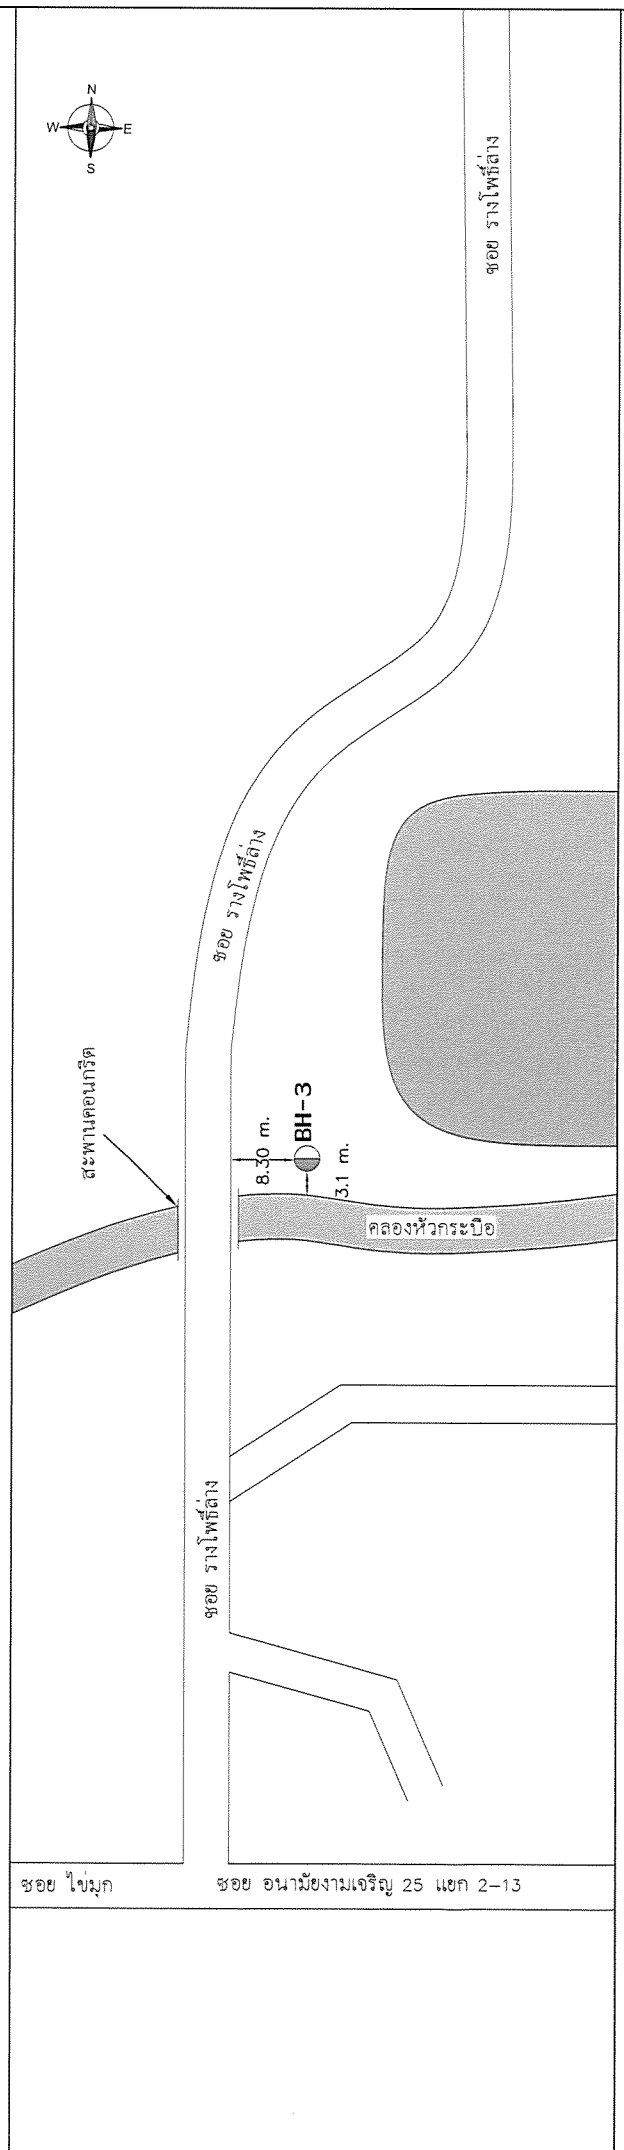 N
W E
S
ซอย รางโพธิ์ล่าง
ซอย รางโพธิ์ล่าง
สะพานคอนกรีต
8.30 m.
BH-3
3.1 m.
คลองหัวกระบือ
ซอย รางโพธิ์ล่าง
ซอย ไข่มุก
ซอย อนามัยงามเจริญ 25 แยก 2-13